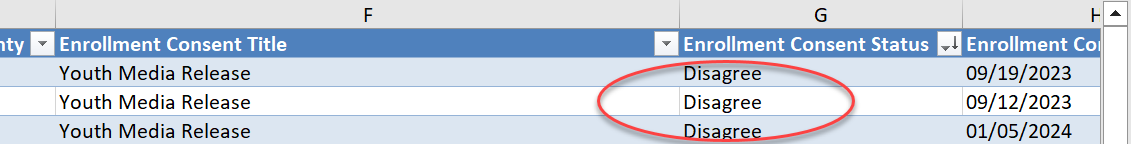 F G H
nty Enrollment Consent Title Enrollment Consent Status Enrollment Co
Youth Media Release Disagree 09/19/2023
Youth Media Release Disagree 09/12/2023
Youth Media Release Disagree 01/05/2024